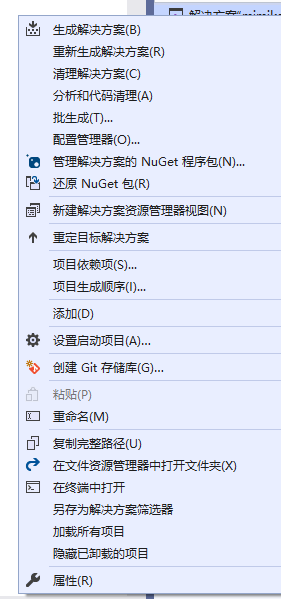 解决方案"mimik
生成解决方案(B)
重新生成解决方案(R)
清理解决方案(C)
分析和代码清理(A)
批生成(T)...
配置管理器(O)...
管理解决方案的 NuGet 程序包(N)...
还原 NuGet 包(R)
新建解决方案资源管理器视图(N)
重定目标解决方案
项目依赖项(S)...
项目生成顺序(I)...
添加(D)
设置启动项目(A)...
创建 Git 存储库(G)...
粘贴(P)
重命名(M)
复制完整路径(U)
在文件资源管理器中打开文件夹(X)
在终端中打开
另存为解决方案筛选器
加载所有项目
隐藏已卸载的项目
属性(R)